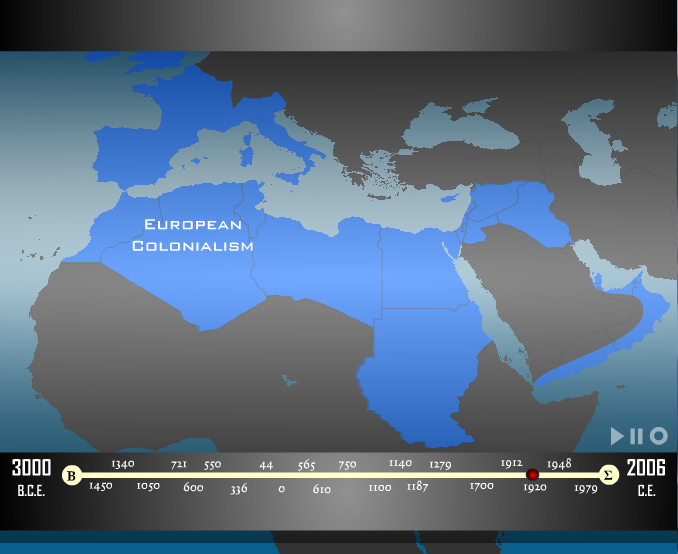 EUROPEAN
COLONIALISM
3000
B.C.E.
B
1340 721 550 44 565 750 1140 1279 1912 1948
1450 1050 600 336 0 610 1100 1187 1700 1920 1979
Σ
2006
C.E.